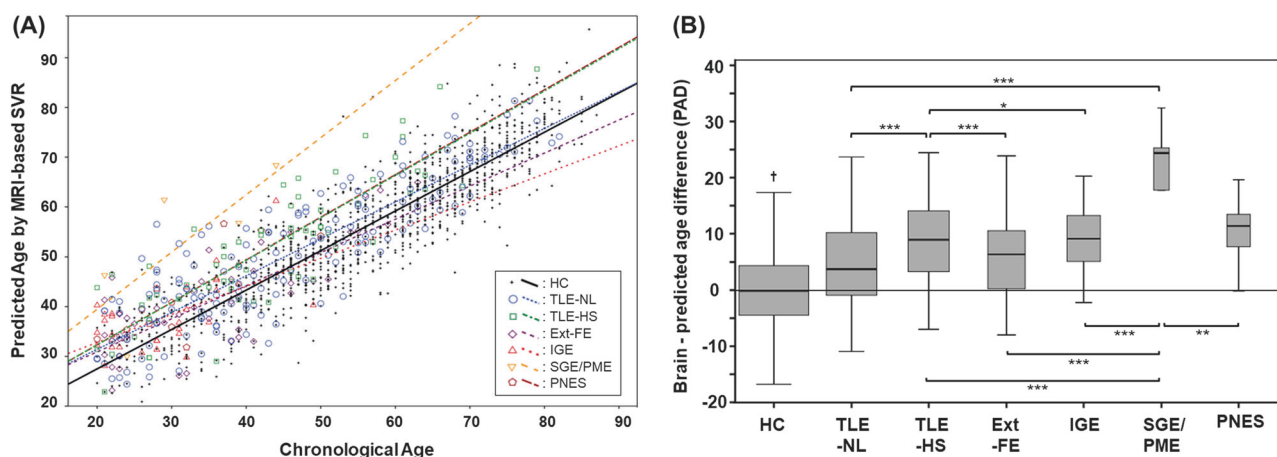 (A)
Predicted Age by MRI-based SVR
90
80
70
60
50
40
30
20
20 30 40 50 60 70 80 90
Chronological Age
: HC
: TLE-NL
: TLE-HS
: Ext-FE
: IGE
: SGE/PME
: PNES
(B)
Brain - predicted age difference (PAD)
40
30
20
10
0
-10
-20
***
*
*** ***
†
*** **
***
***
HC TLE TLE Ext IGE SGE/ PNES
-NL -HS -FE PME